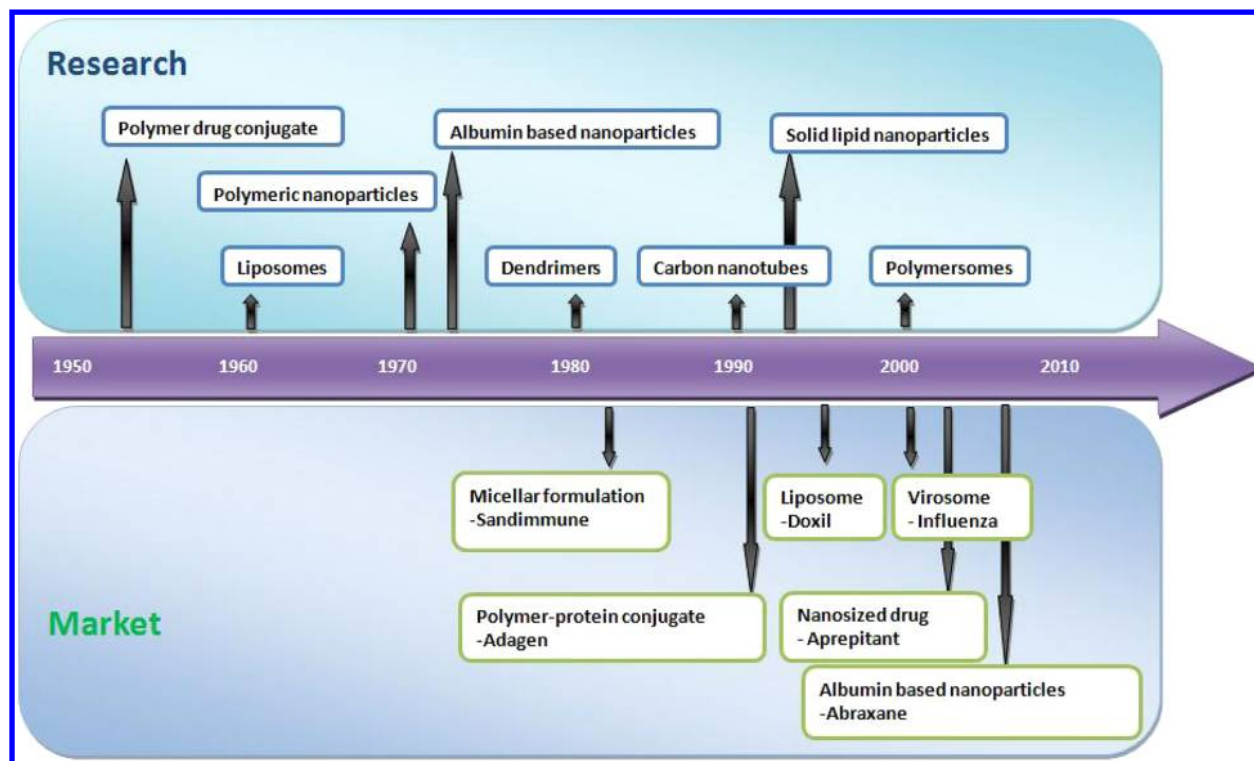 Research
Polymer drug conjugate
Albumin based nanoparticles
Solid lipid nanoparticles
Polymeric nanoparticles
Liposomes
Dendrimers
Carbon nanotubes
Polymersomes
1950 1960 1970 1980 1990 2000 2010
Micellar formulation
-Sandimmune
Liposome
-Doxil
Virosome
- Influenza
Market
Polymer-protein conjugate
-Adagen
Nanosized drug
- Aprepitant
Albumin based nanoparticles
-Abraxane